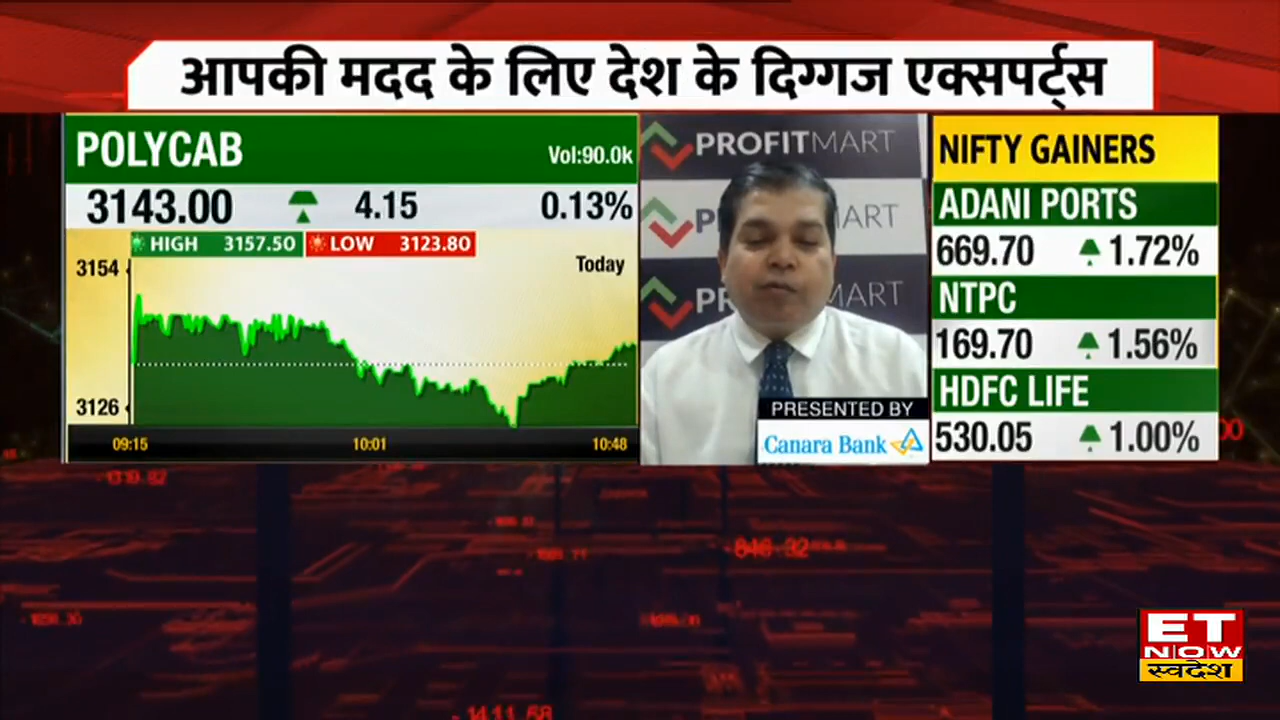 आपकी मदद के लिए देश के दिग्गज एक्सपर्ट्स
POLYCAB
Vol:90.0k
3143.00 4.15 0.13%
HIGH 3157.50 LOW 3123.80
Today
3154
3126
09:15 10:01 10:48
PROFITMART
MART
MART
PRESENTED BY
Canara Bank
NIFTY GAINERS
ADANI PORTS
669.70 1.72%
NTPC
169.70 1.56%
HDFC LIFE
530.05 1.00%
ET
NOW
स्वदेश